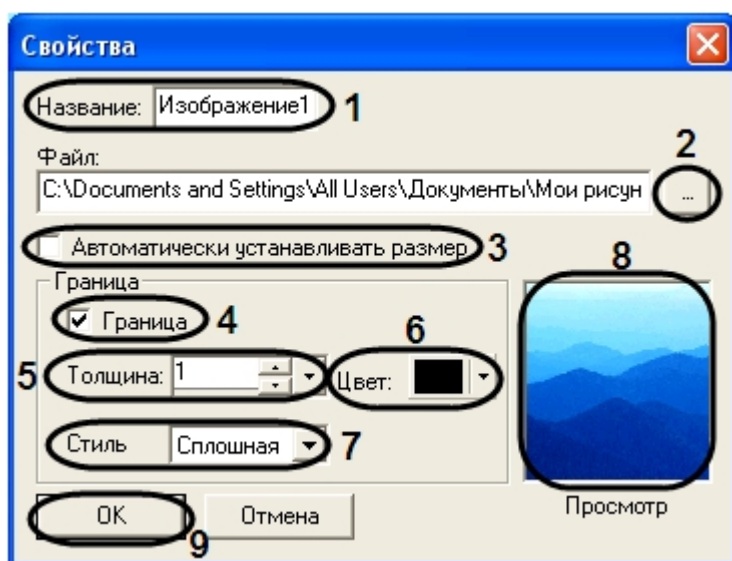 Свойства
Название: Изображение1 1
Файл: 2
C:\Documents and Settings\All Users\Документы\Мои рисун ...
Автоматически устанавливать размер 3
8
Граница
Граница 4
6
5 Толщина: 1 Цвет:
Стиль Сплошная 7
Просмотр
OK Отмена
9